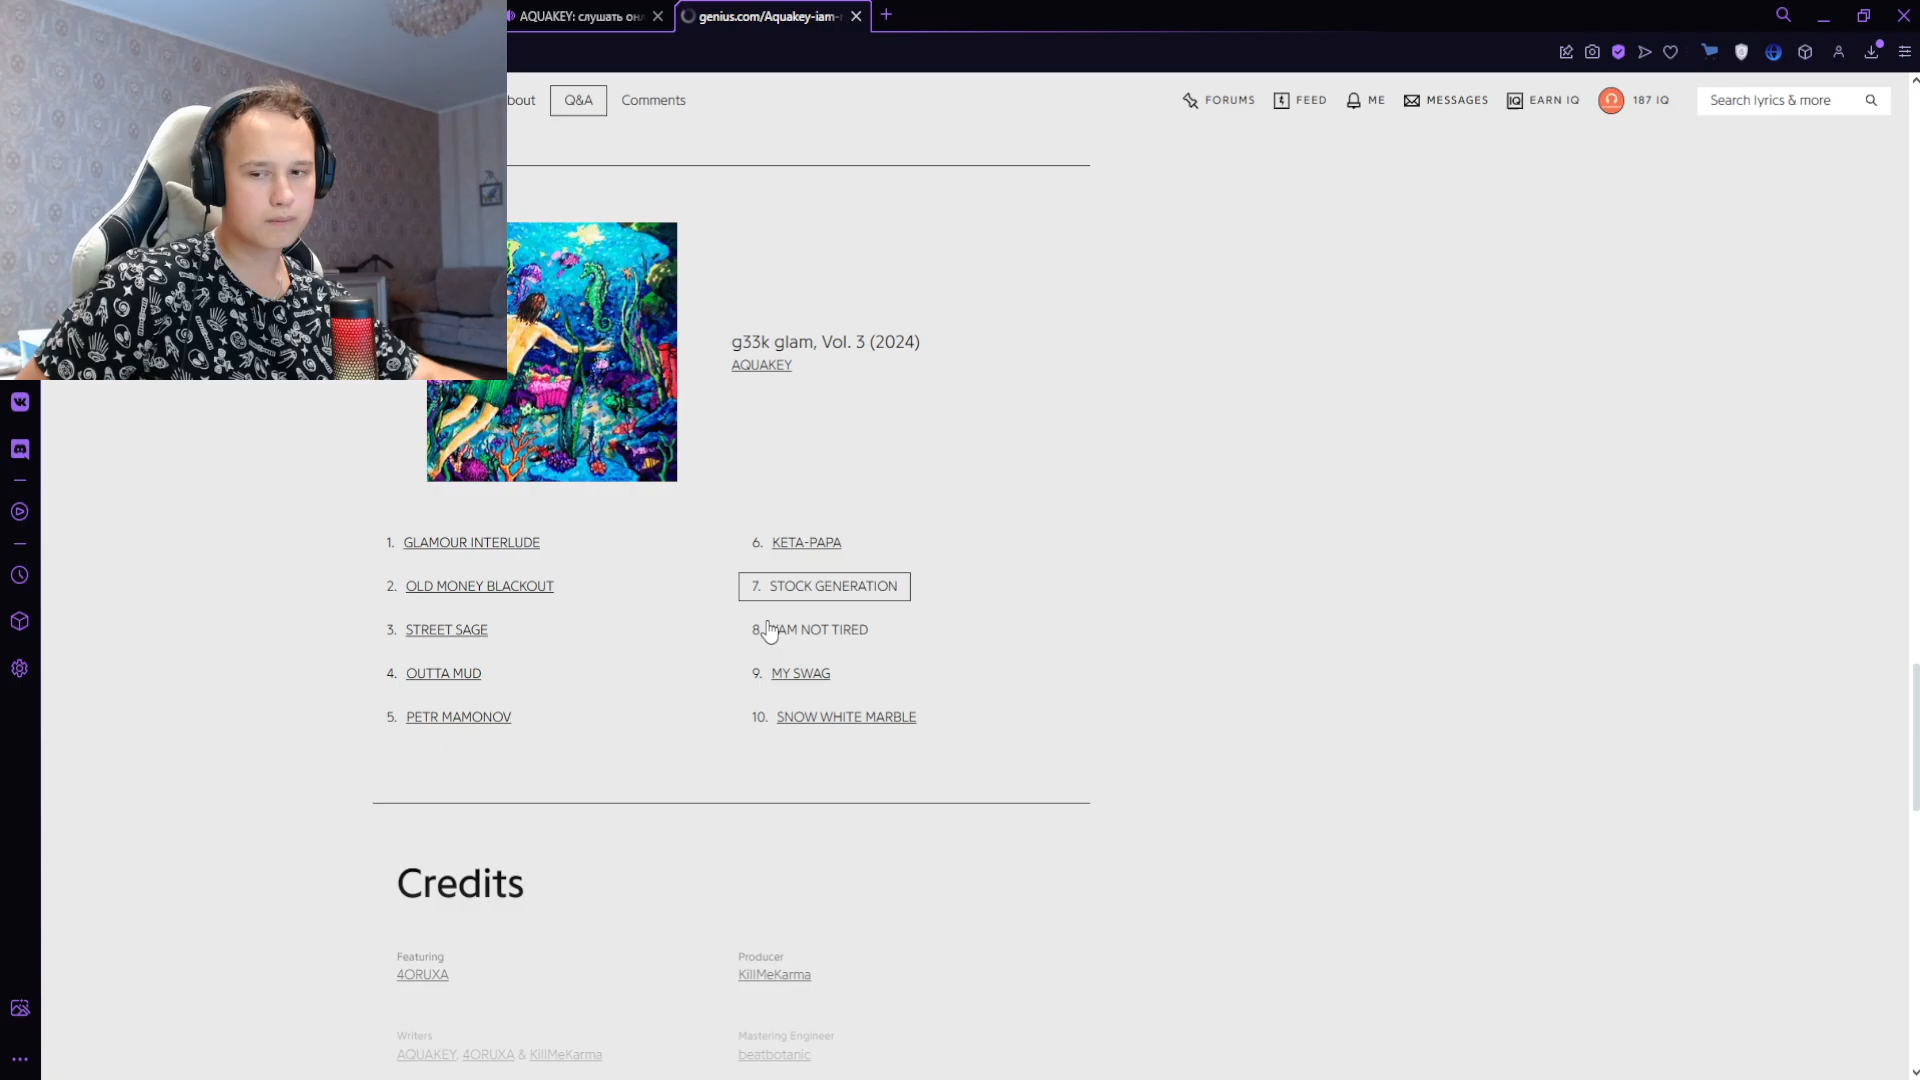 AQUAKEY: слушать онл
genius.com/Aquakey-iam-
bout
Q&A
Comments
FORUMS
FEED
ME
MESSAGES
EARN IQ
187 IQ
Search lyrics & more
g33k glam, Vol. 3 (2024)
AQUAKEY
1. GLAMOUR INTERLUDE
2. OLD MONEY BLACKOUT
3. STREET SAGE
4. OUTTA MUD
5. PETR MAMONOV
6. KETA-PAPA
7. STOCK GENERATION
8. AM NOT TIRED
9. MY SWAG
10. SNOW WHITE MARBLE
Credits
Featuring
4ORUXA
Producer
KillMeKarma
Writers
AQUAKEY, 4ORUXA & KillMeKarma
Mastering Engineer
beatbotanic